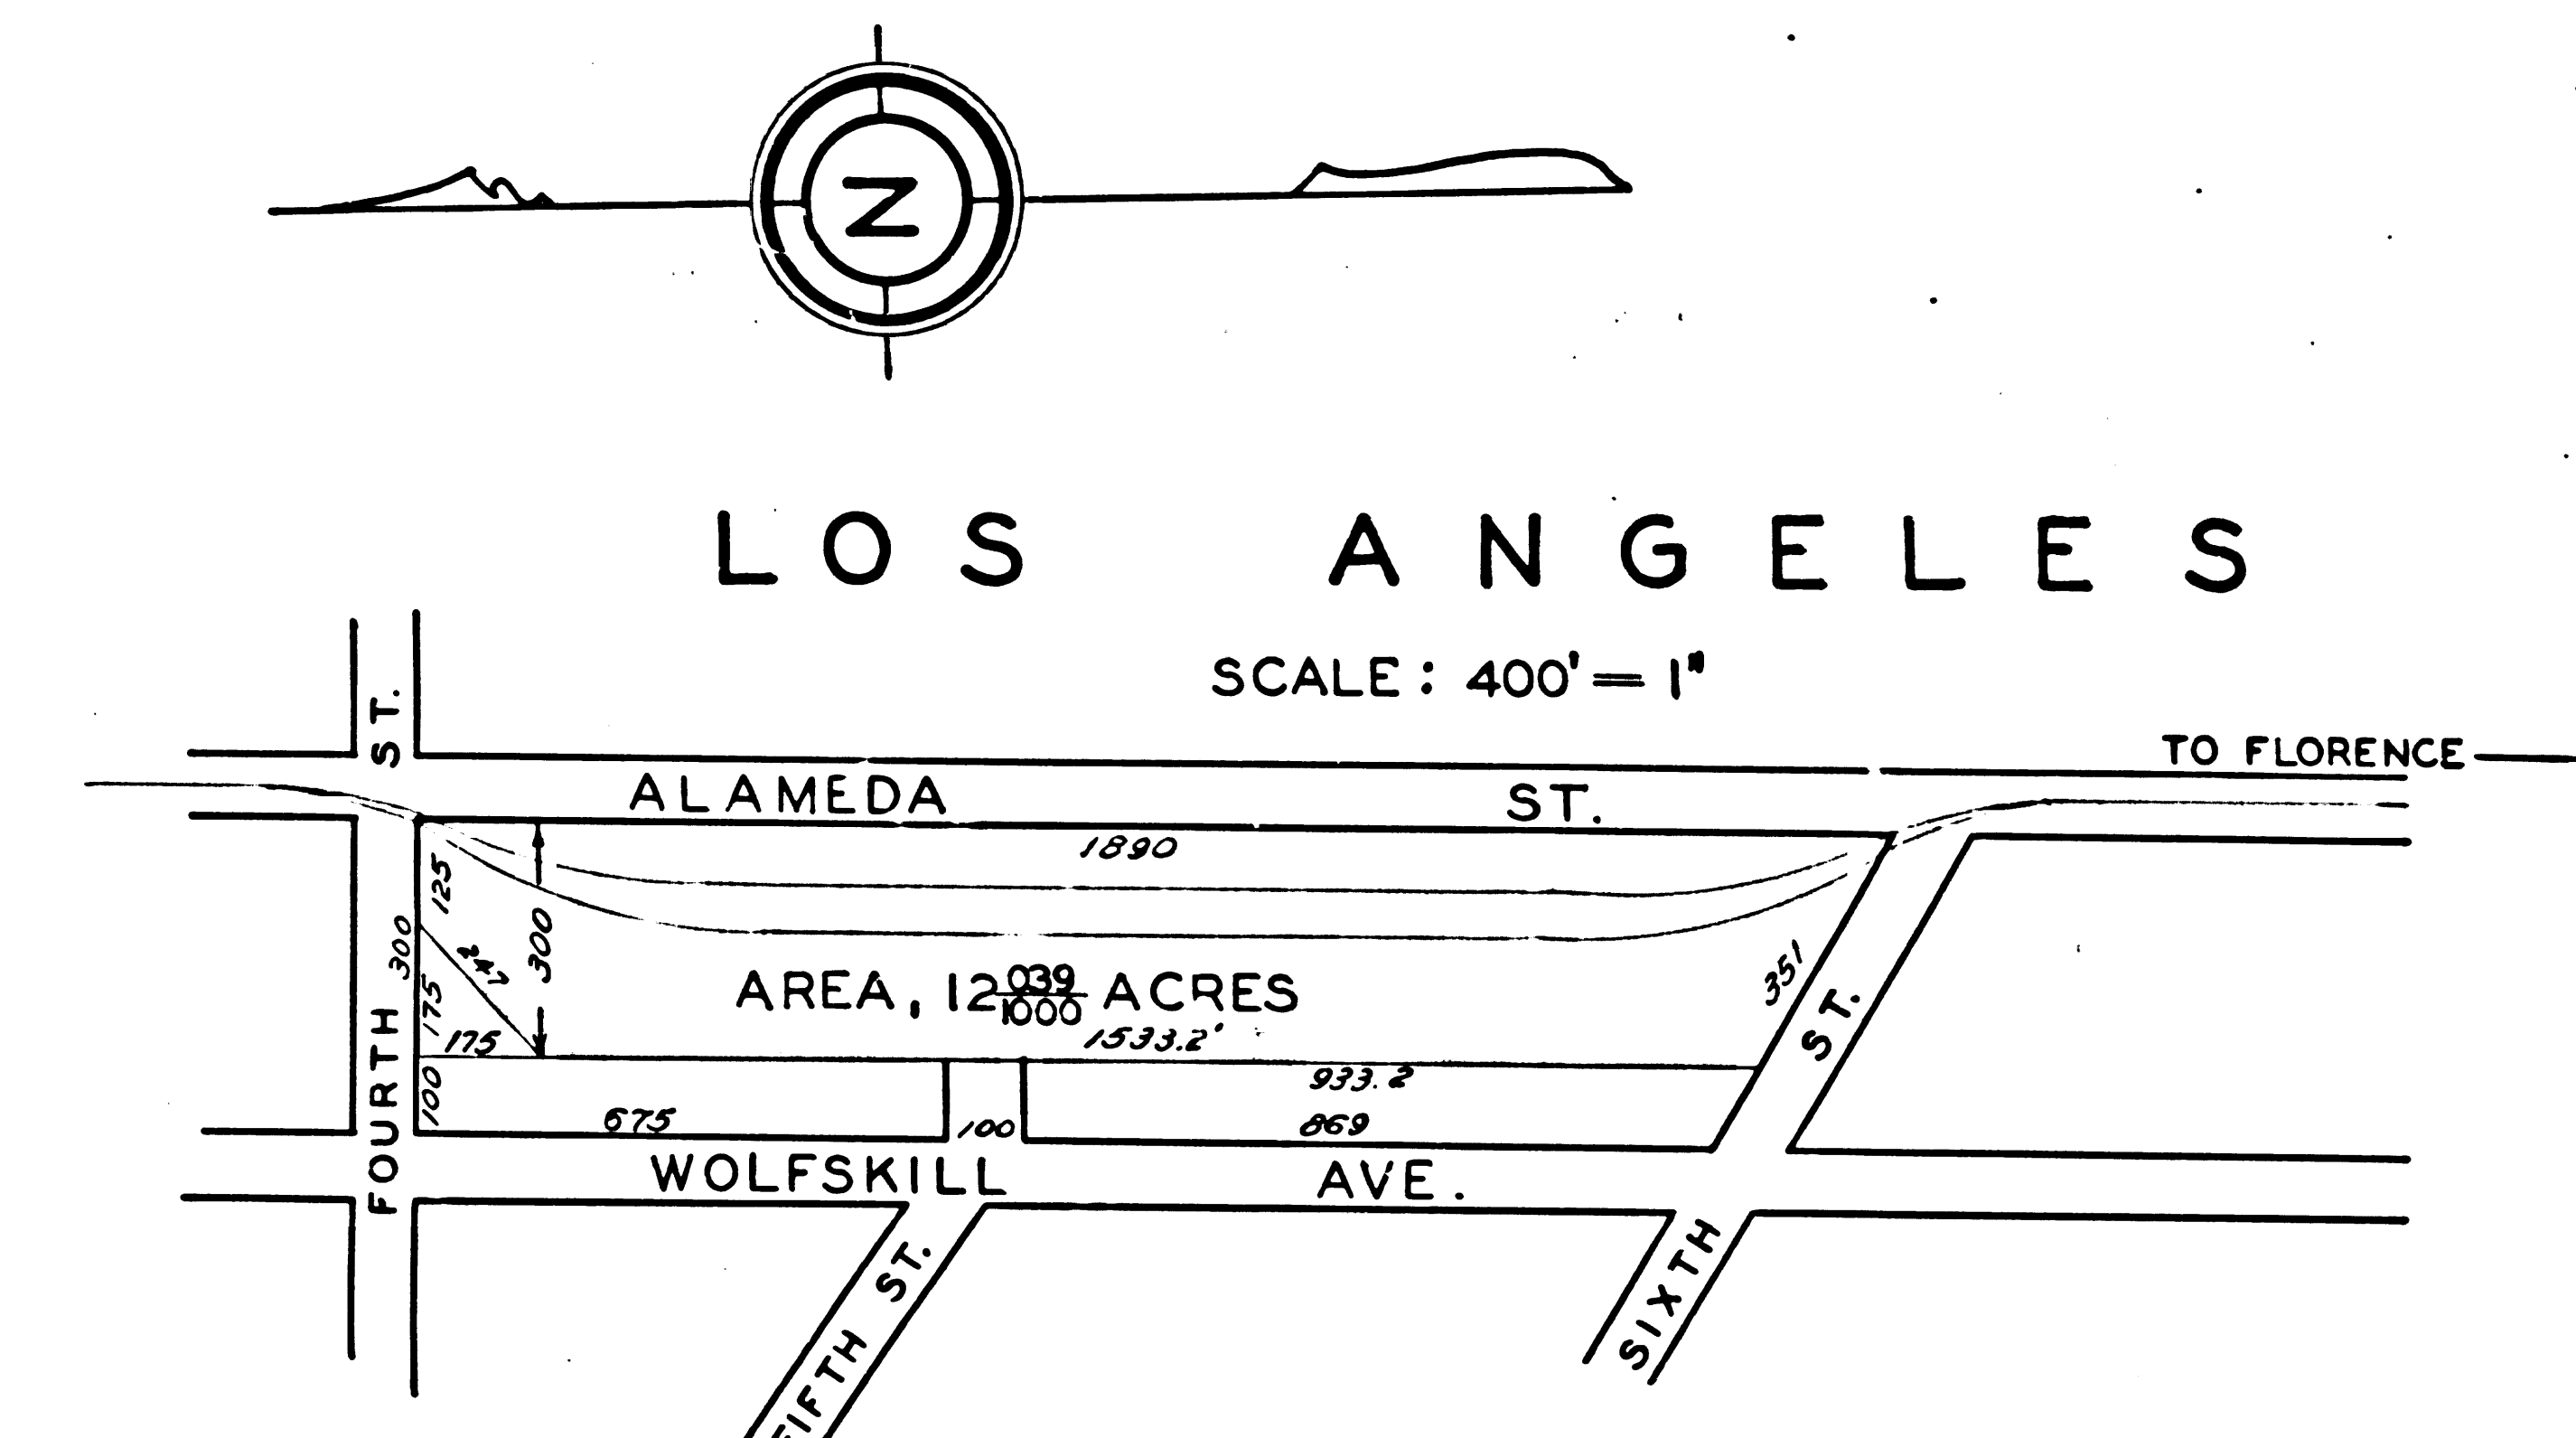 N
LOS ANGELES
SCALE: 400' = 1"
TO FLORENCE
ALAMEDA ST.
1890
FOURTH ST.
125
300
300
175
175
100
AREA, 12 039/1000 ACRES
1533.2'
351
933.2
675
100
869
WOLFSKILL AVE.
FIFTH ST.
SIXTH ST.